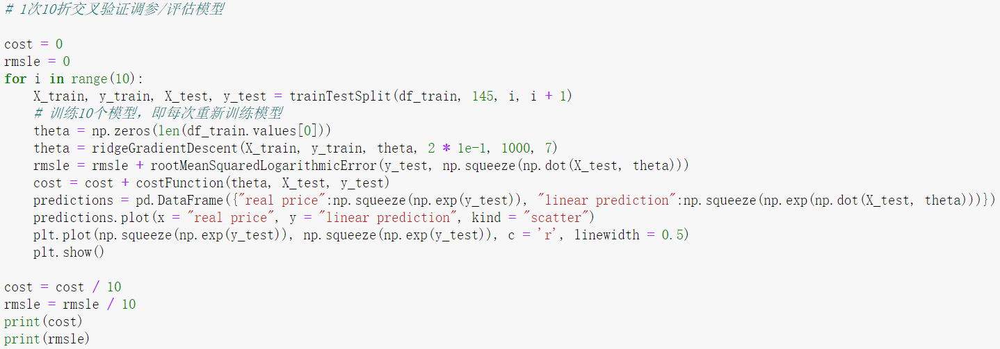 # 1次10折交叉验证调参/评估模型
cost = 0
rmsle = 0
for i in range(10):
    X_train, y_train, X_test, y_test = trainTestSplit(df_train, 145, i, i + 1)
    # 训练10个模型，即每次重新训练模型
    theta = np.zeros(len(df_train.values[0]))
    theta = ridgeGradientDescent(X_train, y_train, theta, 2 * 1e-1, 1000, 7)
    rmsle = rmsle + rootMeanSquaredLogarithmicError(y_test, np.squeeze(np.dot(X_test, theta)))
    cost = cost + costFunction(theta, X_test, y_test)
    predictions = pd.DataFrame({"real price":np.squeeze(np.exp(y_test)), "linear prediction":np.squeeze(np.exp(np.dot(X_test, theta)))})
    predictions.plot(x = "real price", y = "linear prediction", kind = "scatter")
    plt.plot(np.squeeze(np.exp(y_test)), np.squeeze(np.exp(y_test)), c = 'r', linewidth = 0.5)
    plt.show()
cost = cost / 10
rmsle = rmsle / 10
print(cost)
print(rmsle)